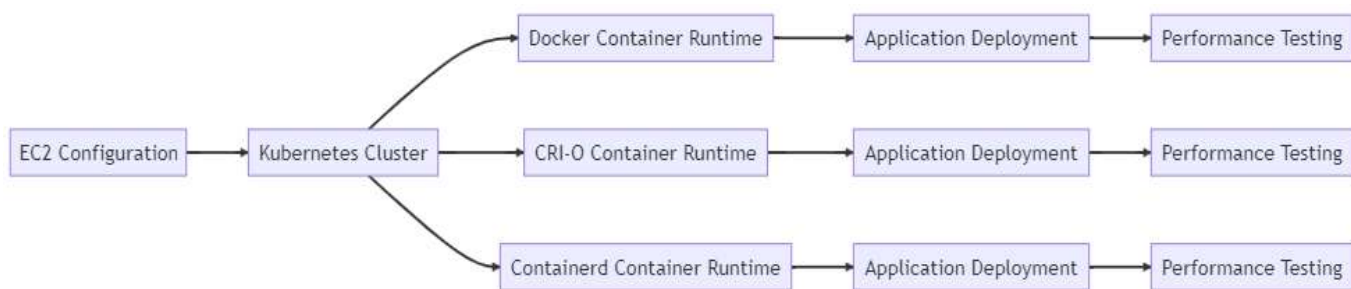 Docker Container Runtime
Application Deployment
Performance Testing
EC2 Configuration
Kubernetes Cluster
CRI-O Container Runtime
Application Deployment
Performance Testing
Containerd Container Runtime
Application Deployment
Performance Testing